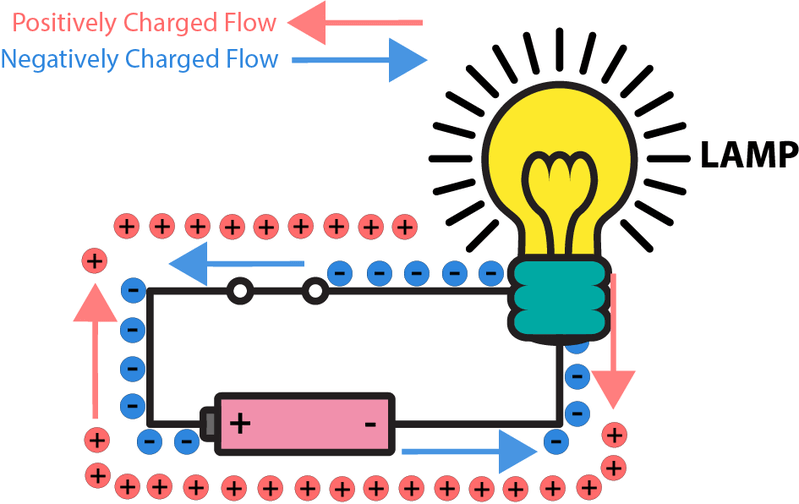 Positively Charged Flow
Negatively Charged Flow
LAMP
+ + + + + + + + +
+
- - - - -
-
-
-
-
- -
+ -
-
-
-
+
+
+
+
+ + + + + + + + + + + + +